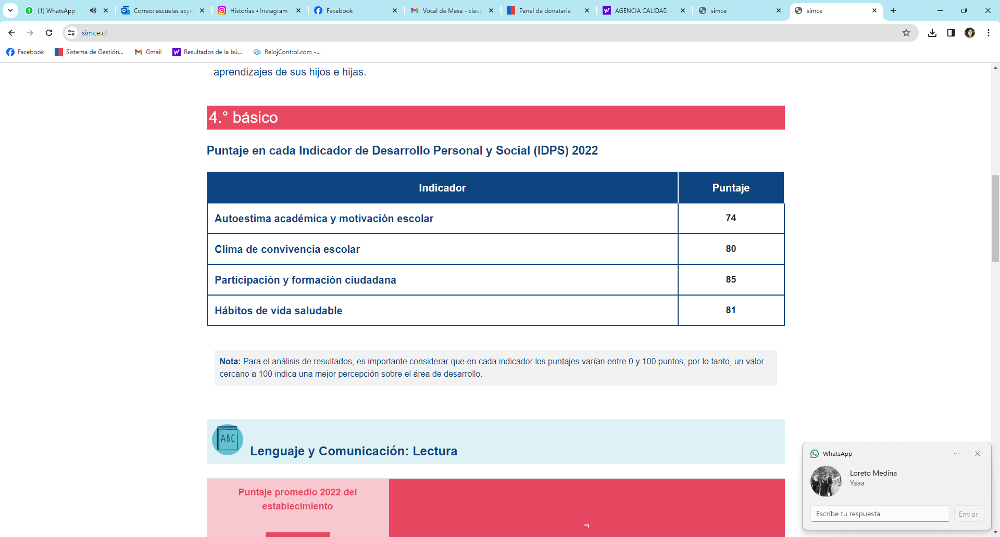 (1) WhatsApp
Correo: escuelas acym
Historias • Instagram
Facebook
Vocal de Mesa - clau
Panel de donataria
AGENCIA CALIDAD -
simce
simce
simce.cl
Facebook
Sistema de Gestión...
Gmail
Resultados de la bú...
RelojControl.com -...
aprendizajes de sus hijos e hijas.
4.° básico
Puntaje en cada Indicador de Desarrollo Personal y Social (IDPS) 2022
Indicador Puntaje
Autoestima académica y motivación escolar 74
Clima de convivencia escolar 80
Participación y formación ciudadana 85
Hábitos de vida saludable 81
Nota: Para el análisis de resultados, es importante considerar que en cada indicador los puntajes varían entre 0 y 100 puntos; por lo tanto, un valor
cercano a 100 indica una mejor percepción sobre el área de desarrollo.
ABC
Lenguaje y Comunicación: Lectura
Puntaje promedio 2022 del
establecimiento
WhatsApp
Loreto Medina
Yaaa
Escribe tu respuesta
Enviar